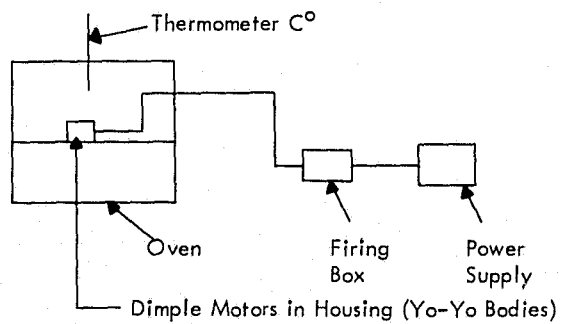 Thermometer C°
Oven
Firing
Box
Power
Supply
Dimple Motors in Housing (Yo-Yo Bodies)